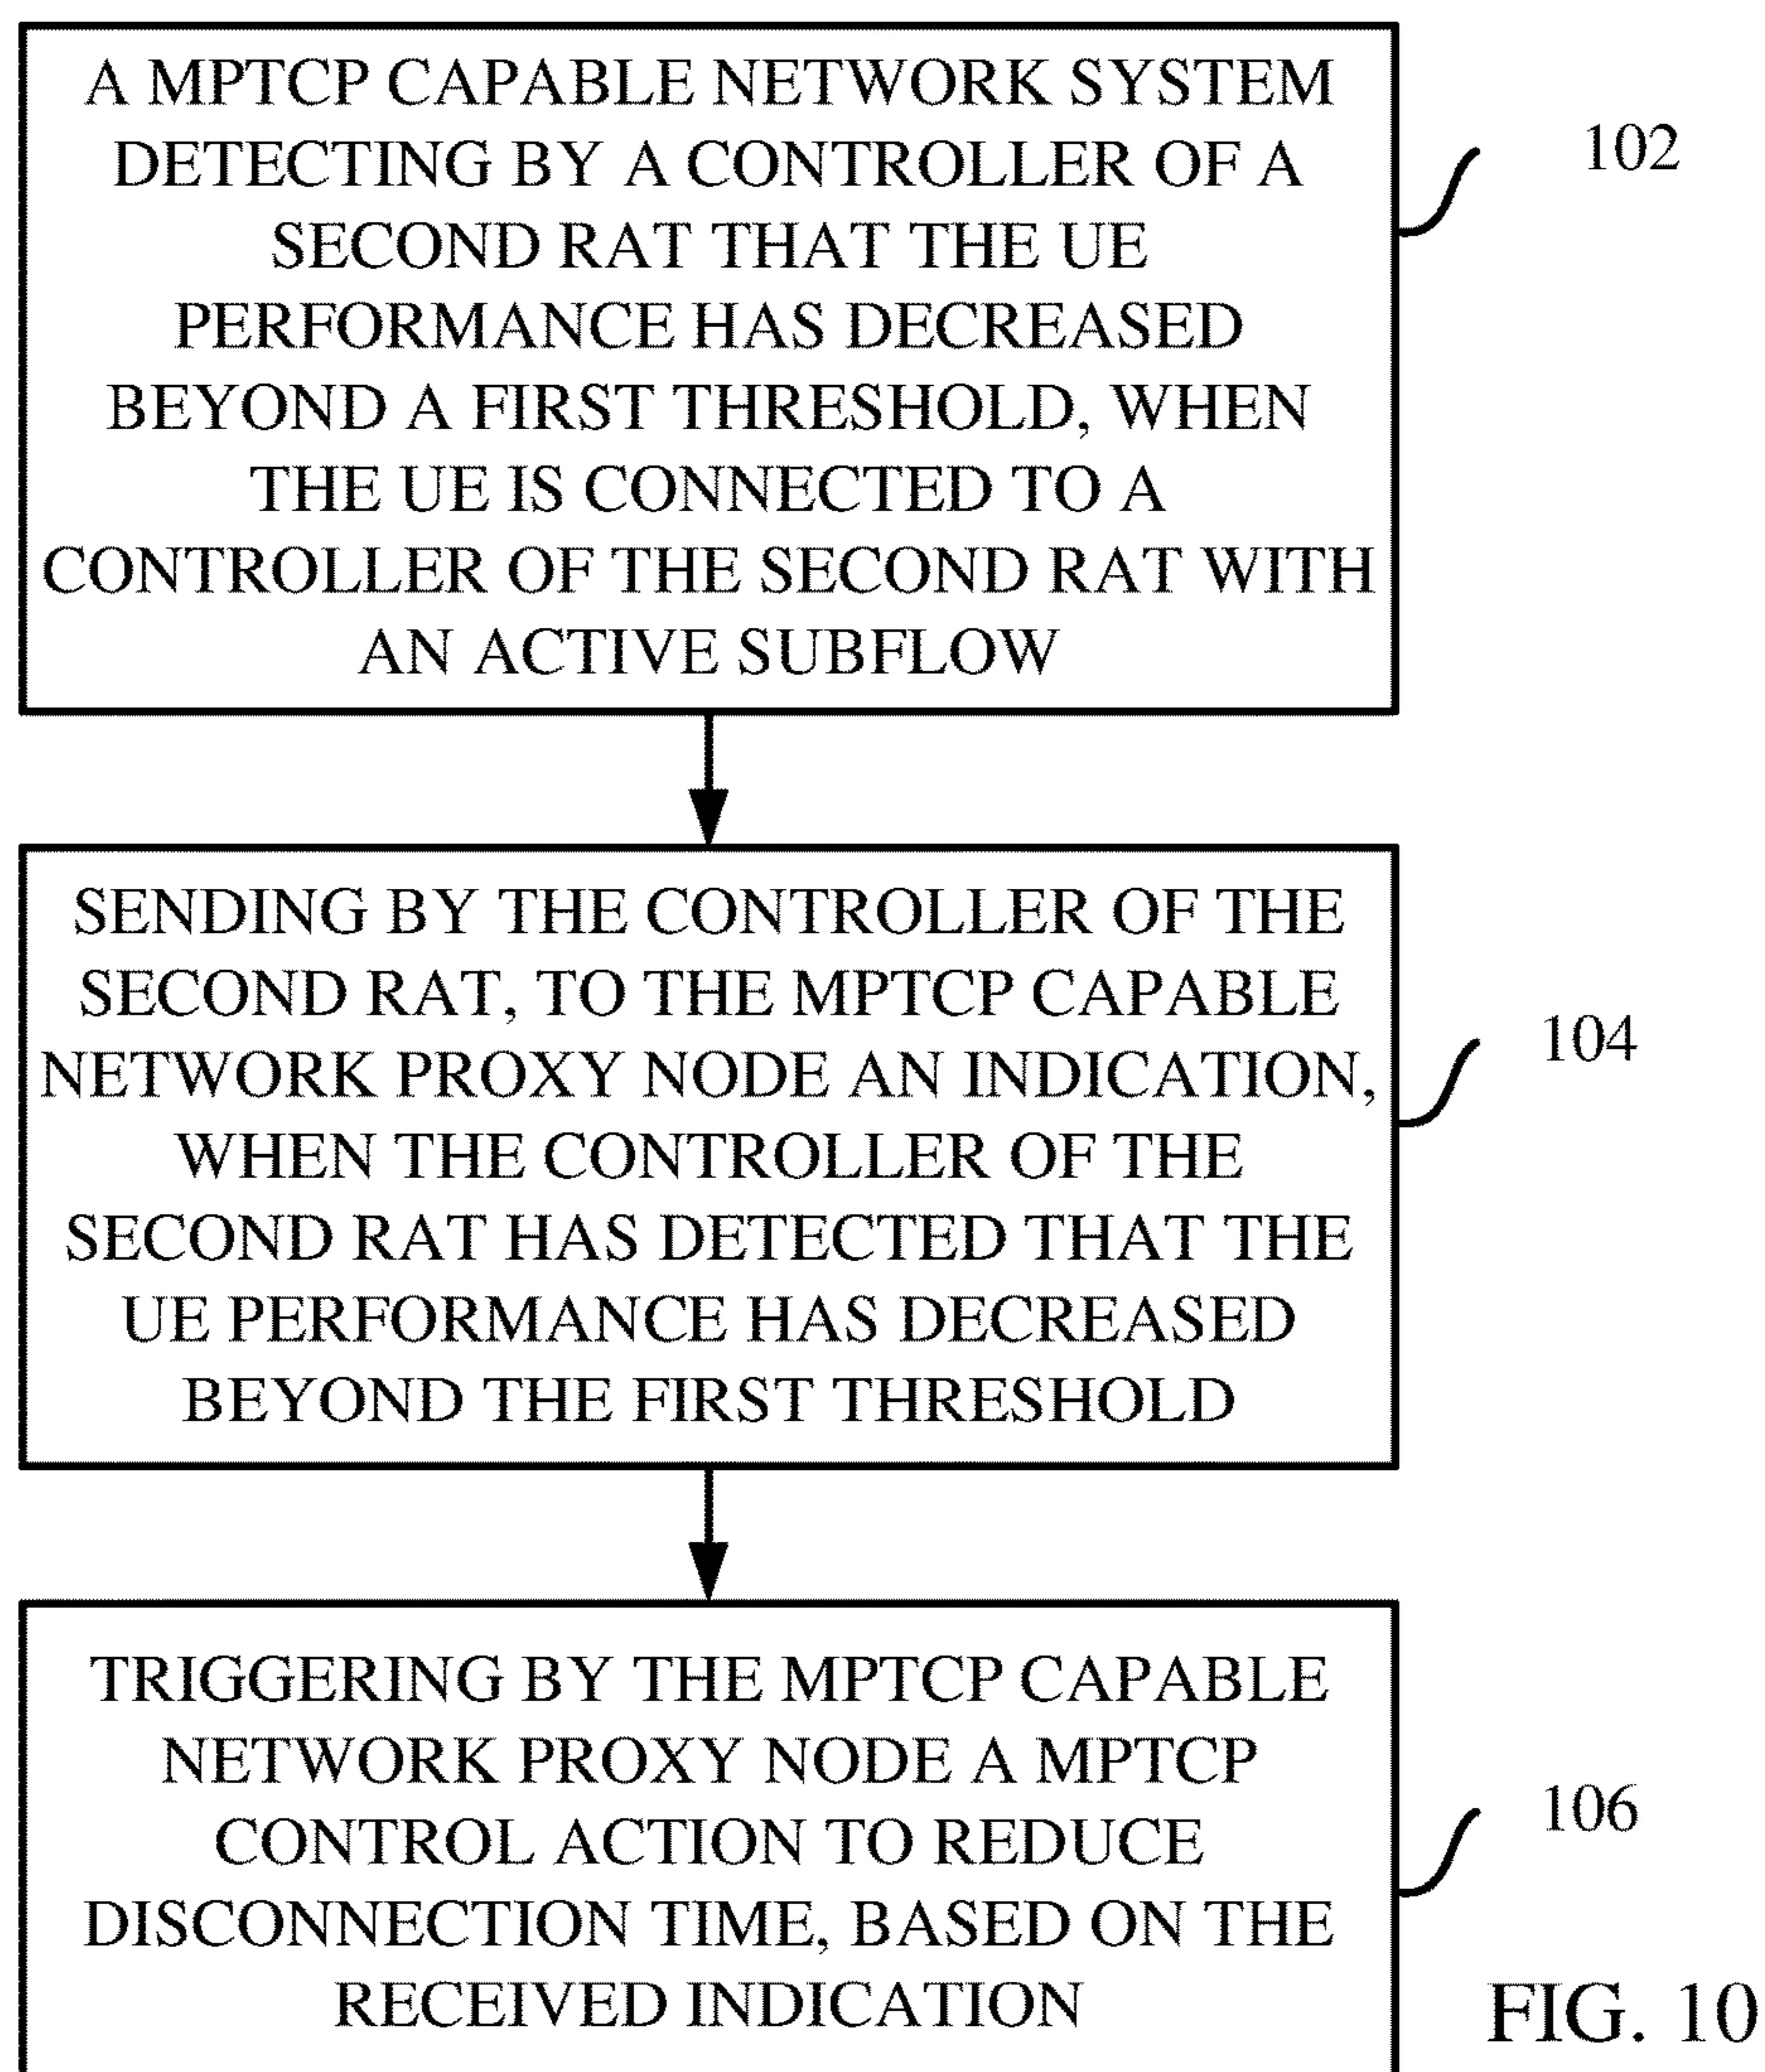 A MPTCP CAPABLE NETWORK SYSTEM
DETECTING BY A CONTROLLER OF A
SECOND RAT THAT THE UE
PERFORMANCE HAS DECREASED
BEYOND A FIRST THRESHOLD, WHEN
THE UE IS CONNECTED TO A
CONTROLLER OF THE SECOND RAT WITH
AN ACTIVE SUBFLOW
102
SENDING BY THE CONTROLLER OF THE
SECOND RAT, TO THE MPTCP CAPABLE
NETWORK PROXY NODE AN INDICATION,
WHEN THE CONTROLLER OF THE
SECOND RAT HAS DETECTED THAT THE
UE PERFORMANCE HAS DECREASED
BEYOND THE FIRST THRESHOLD
104
TRIGGERING BY THE MPTCP CAPABLE
NETWORK PROXY NODE A MPTCP
CONTROL ACTION TO REDUCE
DISCONNECTION TIME, BASED ON THE
RECEIVED INDICATION
106
FIG. 10